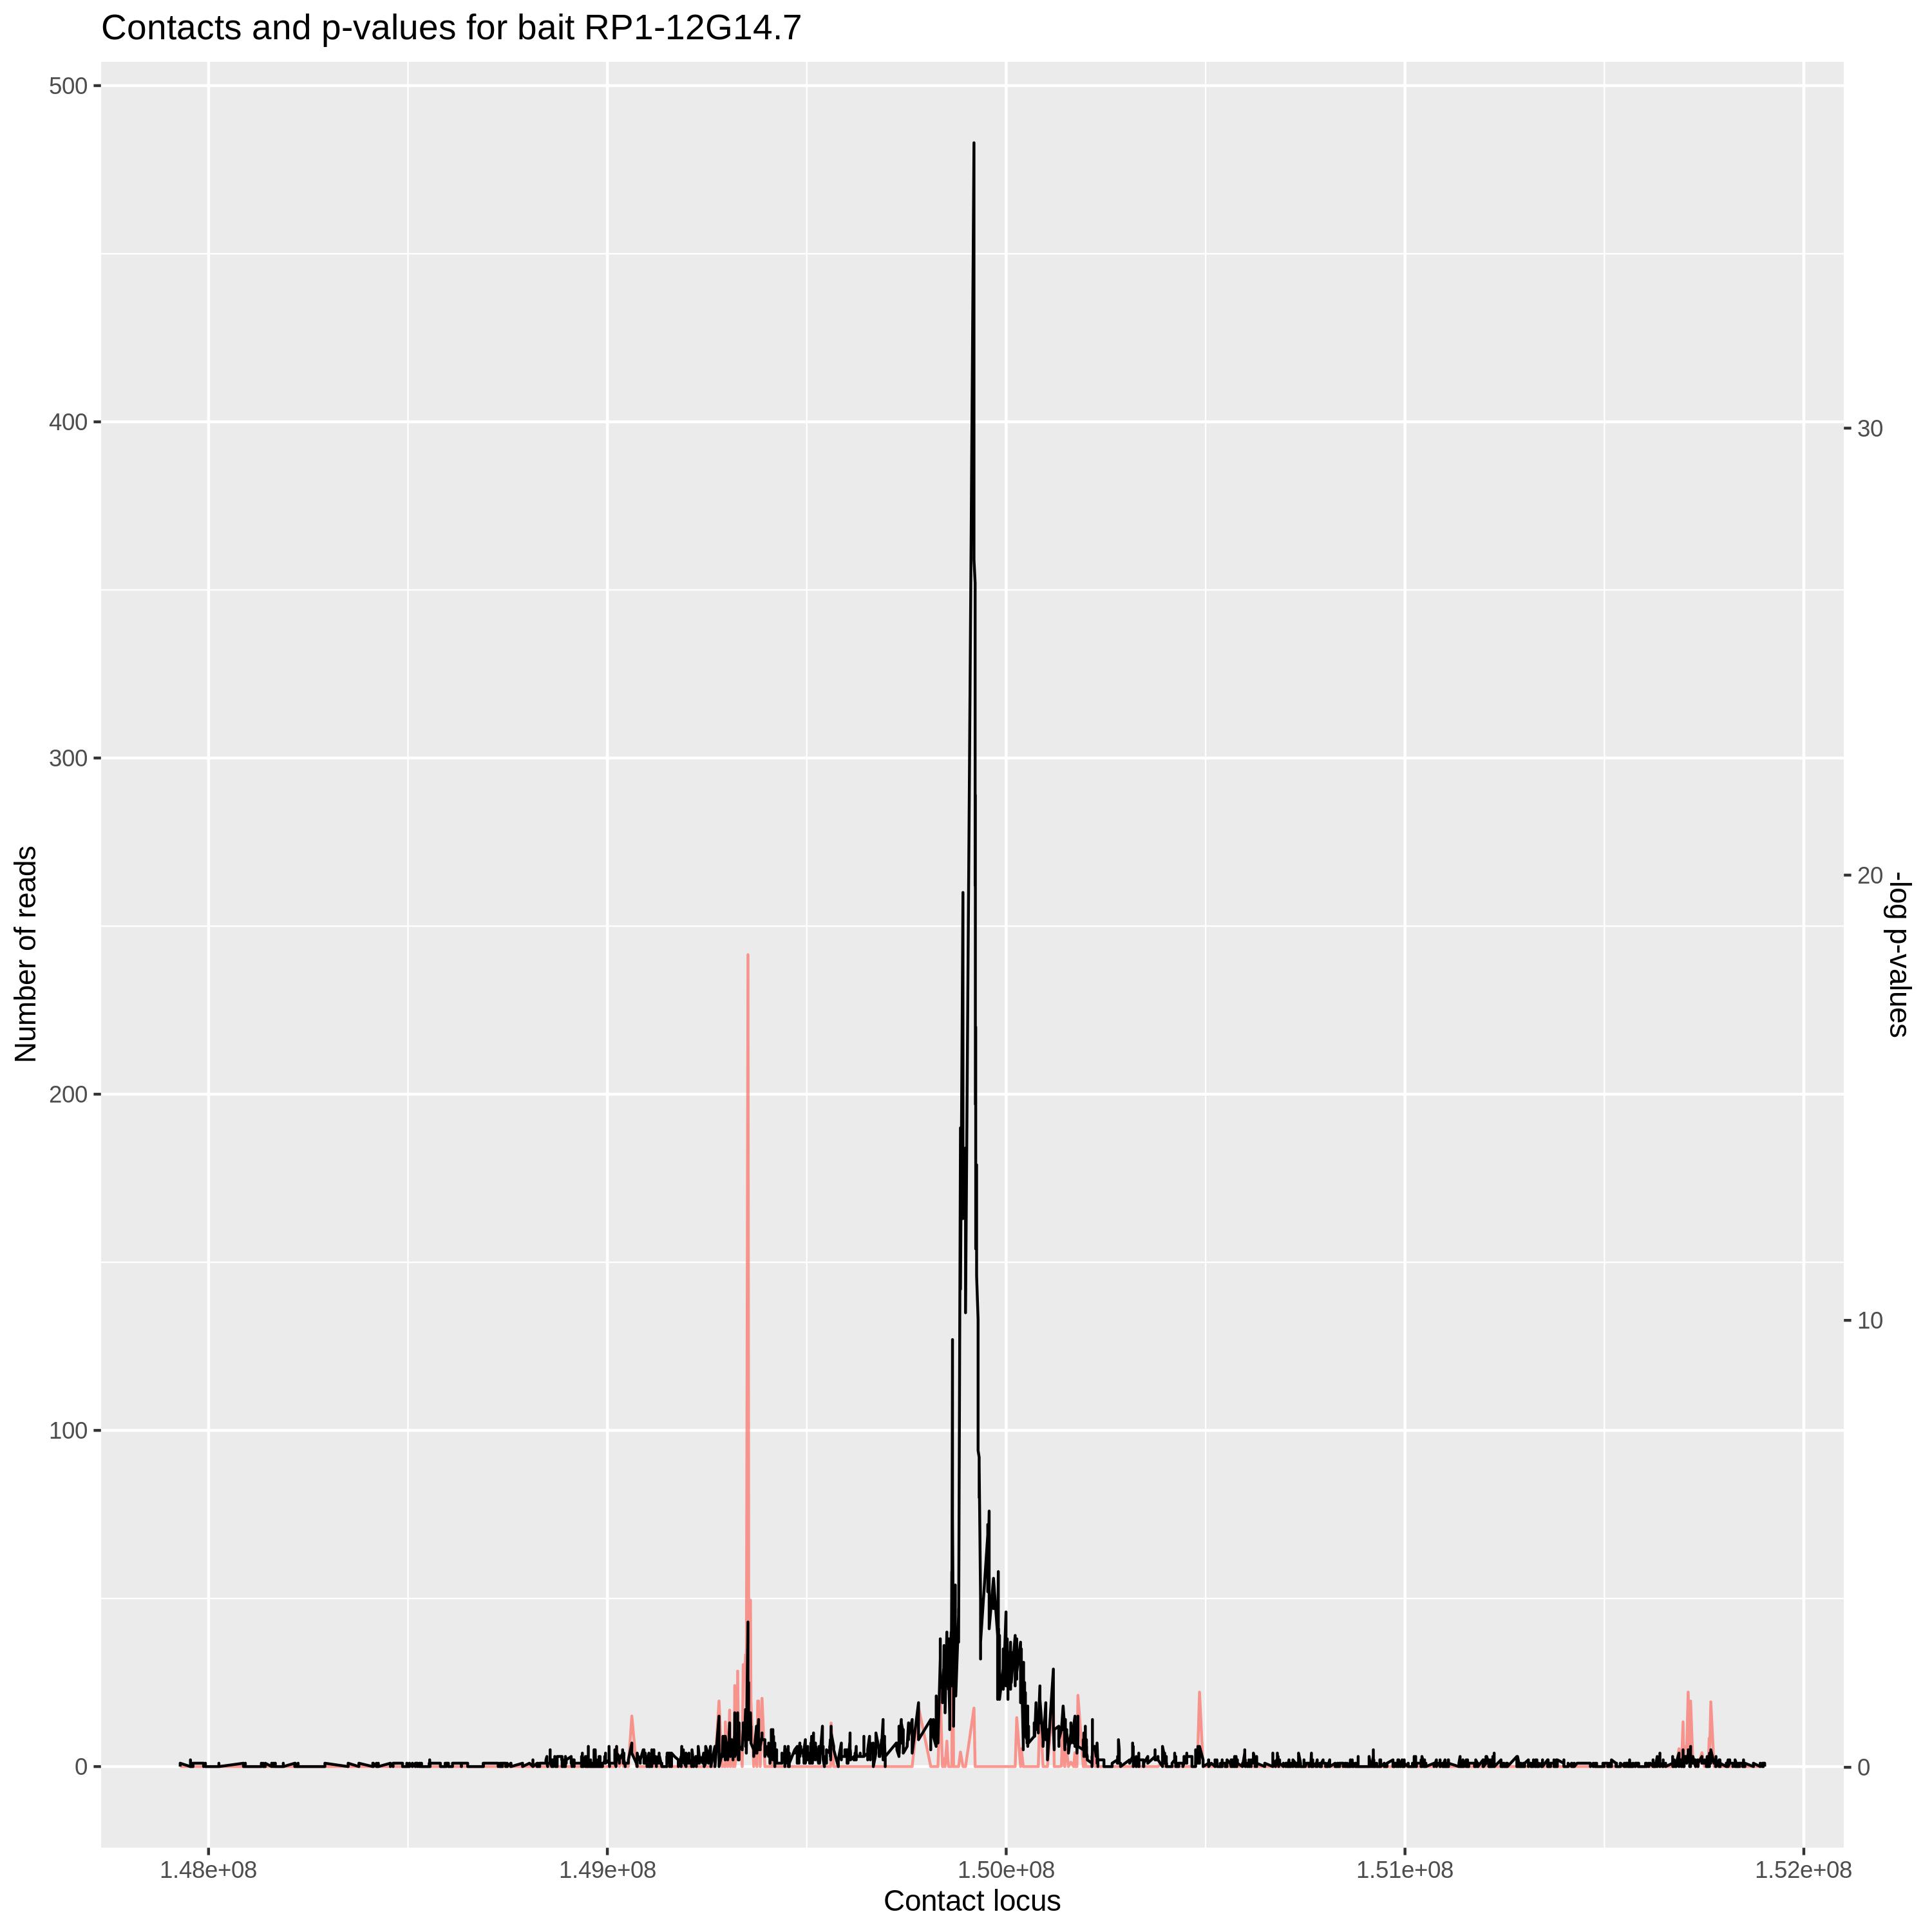 Contacts and p-values for bait RP1-12G14.7
500
400
300
200
100
0
Number of reads
30
20
10
0
-log p-values
1.48e+08
1.49e+08
1.50e+08
1.51e+08
1.52e+08
Contact locus